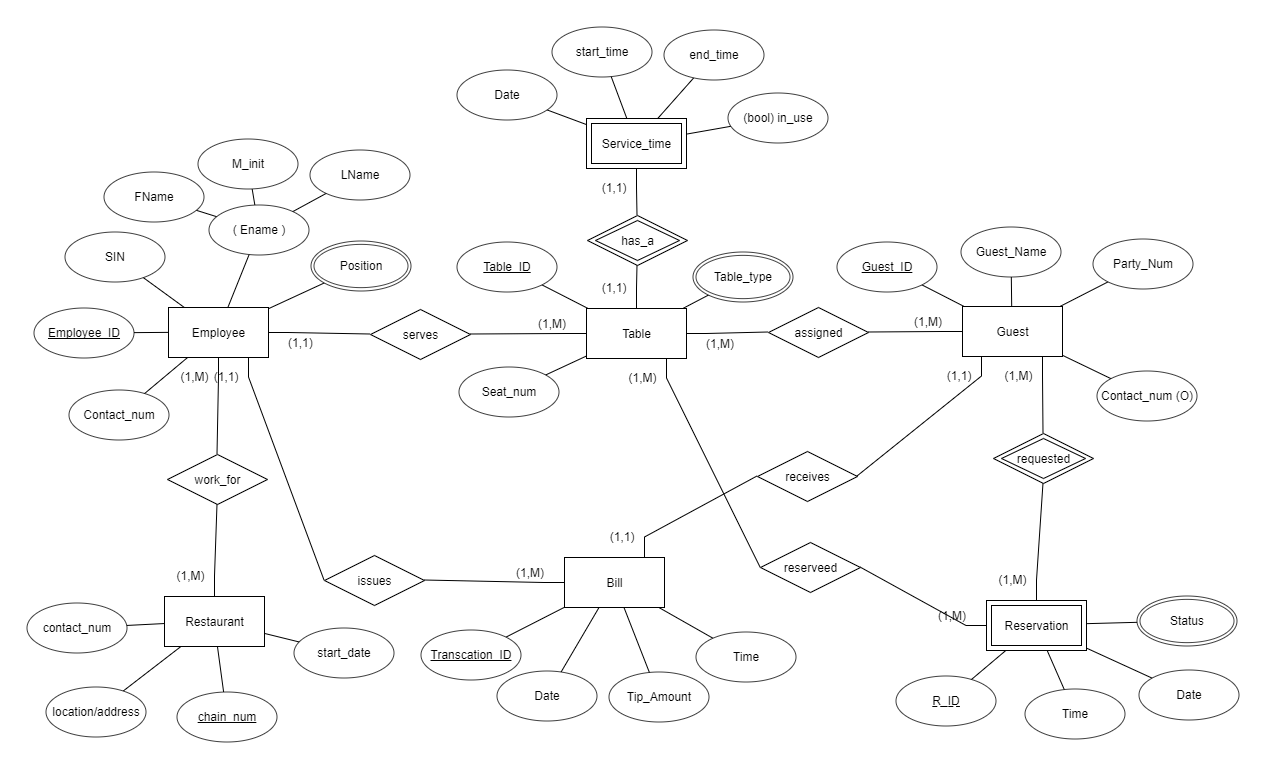 start_time
end_time
Date
(bool) in_use
Service_time
M_init
LName
FName
(1,1)
( Ename )
has_a
SIN
Position
Table_ID
Table_type
Guest_ID
Guest_Name
Party_Num
(1,1)
Employee_ID
Employee
(1,1)
serves
(1,M)
Table
(1,M)
assigned
(1,M)
Guest
(1,M)
(1,1)
(1,M)
(1,1)
(1,M)
Contact_num
Seat_num
Contact_num (O)
work_for
receives
requested
(1,1)
(1,M)
issues
(1,M)
Bill
reserveed
(1,M)
(1,M)
contact_num
Restaurant
start_date
Reservation
Status
Transcation_ID
Time
location/address
chain_num
Date
Tip_Amount
R_ID
Time
Date